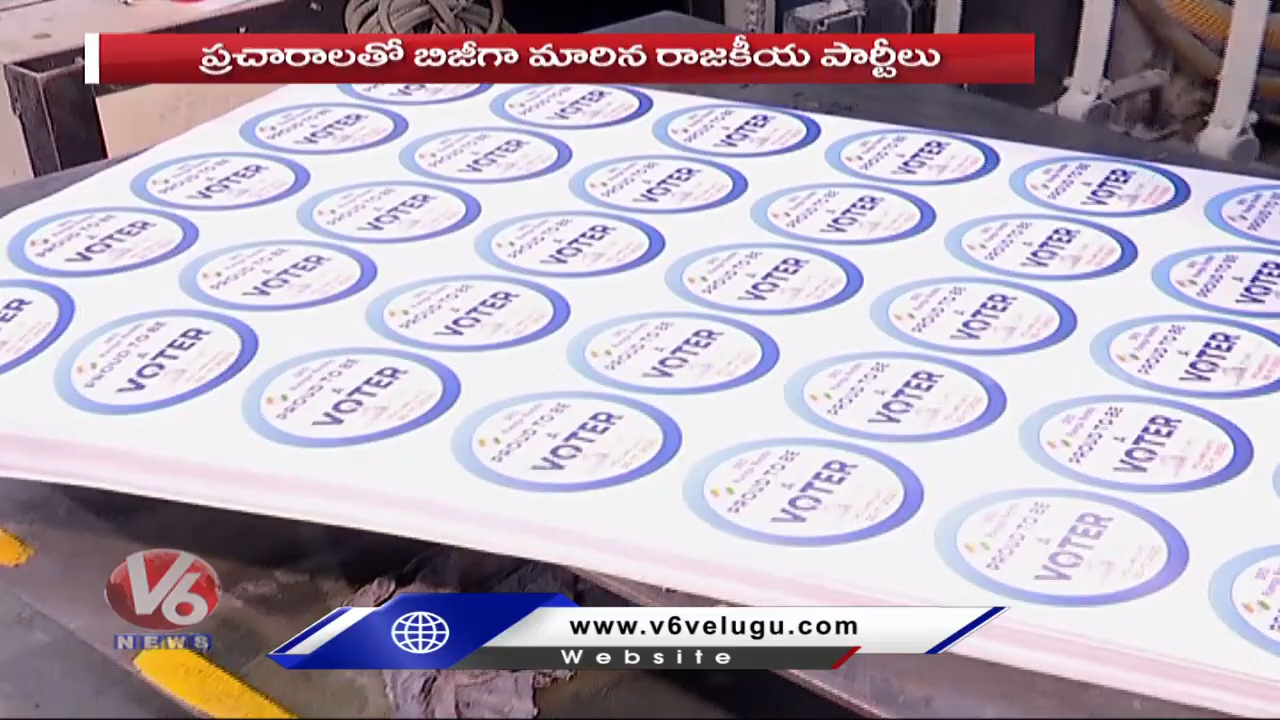 ప్రచారాలతో బిజీగా మారిన రాజకీయ పార్టీలు
PROUD TO BE
A
VOTER
V6
NEWS
www.v6velugu.com
Website